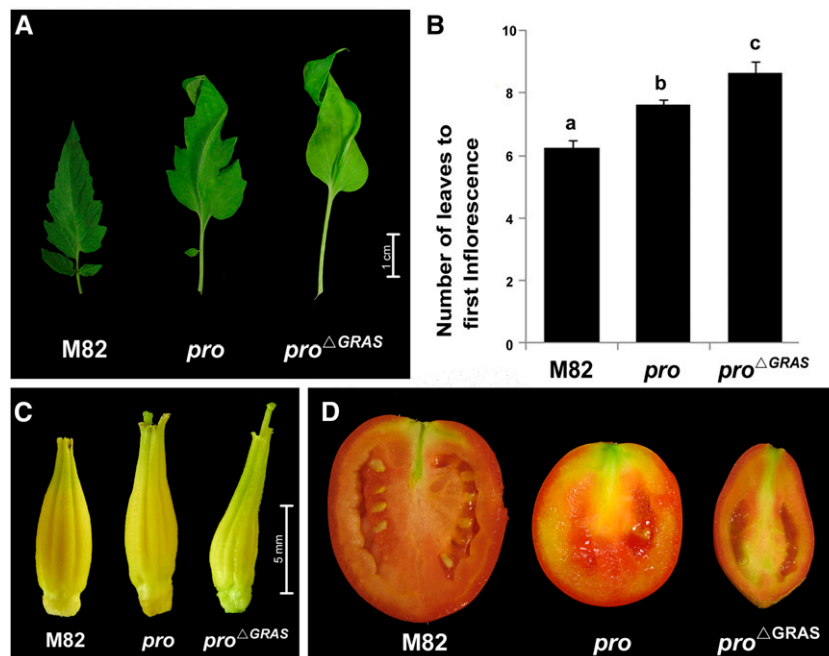 A
M82
pro
pro△GRAS
1 cm
B
Number of leaves to
first Inflorescence
10
8
6
4
2
0
a
b
c
M82
pro
pro△GRAS
C
M82
pro
pro△GRAS
5 mm
D
M82
pro
pro△GRAS